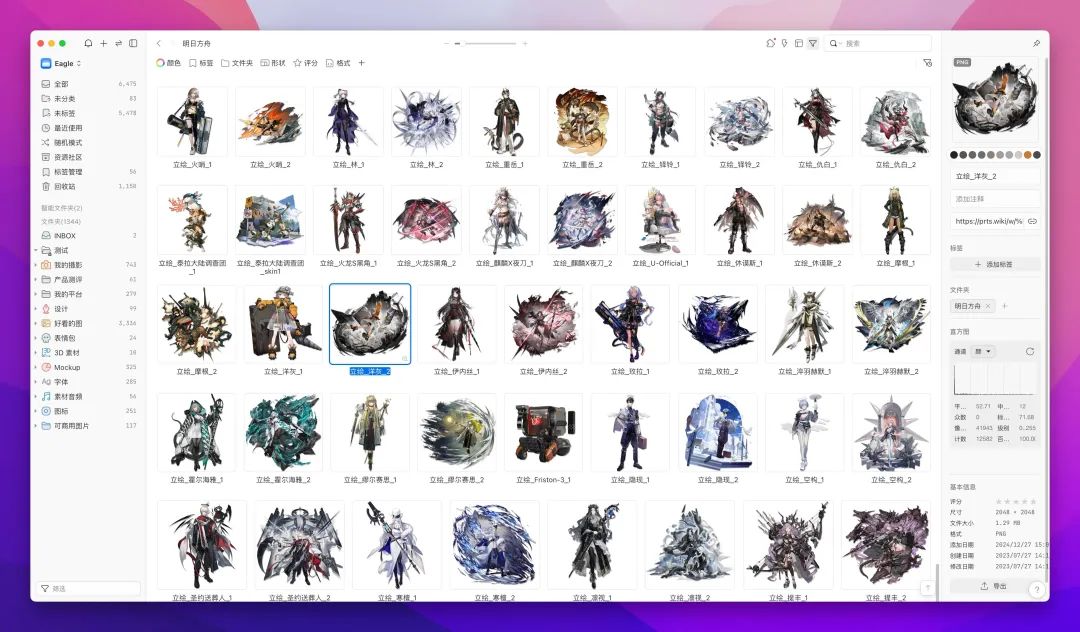 明日方舟
搜索
Eagle
颜色 标签 文件夹 形状 评分 格式
全部 6,475
未分类 83
未标签 5,478
最近使用
随机模式
资源社区
标签管理 56
回收站 1,158
智能文件夹(2)
文件夹(1344)
INBOX 2
测试
我的摄影 743
产品测评 61
我的平台 279
设计 99
好看的图 3,336
表情包 24
3D 素材 10
Mockup 325
字体 285
素材音频 56
图标 251
可商用图片 117
筛选
立绘_火哨_1 立绘_火哨_2 立绘_林_1 立绘_林_2 立绘_重岳_1 立绘_重岳_2 立绘_铎铃_1 立绘_铎铃_2 立绘_仇白_1 立绘_仇白_2
立绘_泰拉大陆调查团_1 立绘_泰拉大陆调查团_skin1 立绘_火龙S黑角_1 立绘_火龙S黑角_2 立绘_麒麟X夜刀_1 立绘_麒麟X夜刀_2 立绘_U-Official_1 立绘_休谟斯_1 立绘_休谟斯_2 立绘_摩根_1
立绘_摩根_2 立绘_洋灰_1 立绘_洋灰_2 立绘_伊内丝_1 立绘_伊内丝_2 立绘_玫拉_1 立绘_玫拉_2 立绘_淬羽赫默_1 立绘_淬羽赫默_2
立绘_霍尔海雅_1 立绘_霍尔海雅_2 立绘_缪尔赛思_1 立绘_缪尔赛思_2 立绘_Friston-3_1 立绘_隐现_1 立绘_隐现_2 立绘_空构_1 立绘_空构_2
立绘_圣约送葬人_1 立绘_圣约送葬人_2 立绘_寒檀_1 立绘_寒檀_2 立绘_凛视_1 立绘_凛视_2 立绘_提丰_1 立绘_提丰_2
PNG
立绘_洋灰_2
添加注释
https://prts.wiki/w/%
标签
添加标签
文件夹
明日方舟
直方图
通道
平... 52.71 中... 12
众数 0 标... 71.68
像... 41943 级别 0..255
计数 12582 百... 100.00
基本信息
评分
尺寸 2048 × 2048
文件大小 1.29 MB
格式 PNG
添加日期 2024/12/27 15:0
创建日期 2023/07/27 14:1
修改日期 2023/07/27 14:1
导出